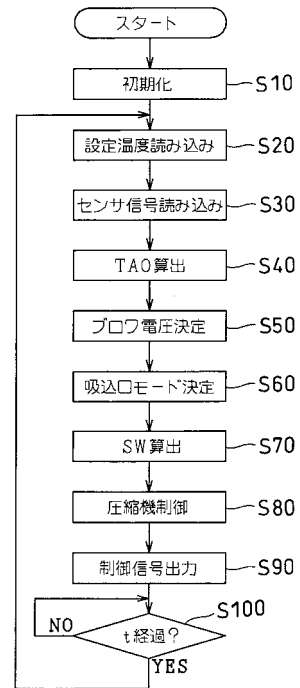 スタート
初期化
S10
設定温度読み込み
S20
センサ信号読み込み
S30
TAO算出
S40
ブロワ電圧決定
S50
吸込口モード決定
S60
SW算出
S70
圧縮機制御
S80
制御信号出力
S90
t経過?
S100
NO
YES